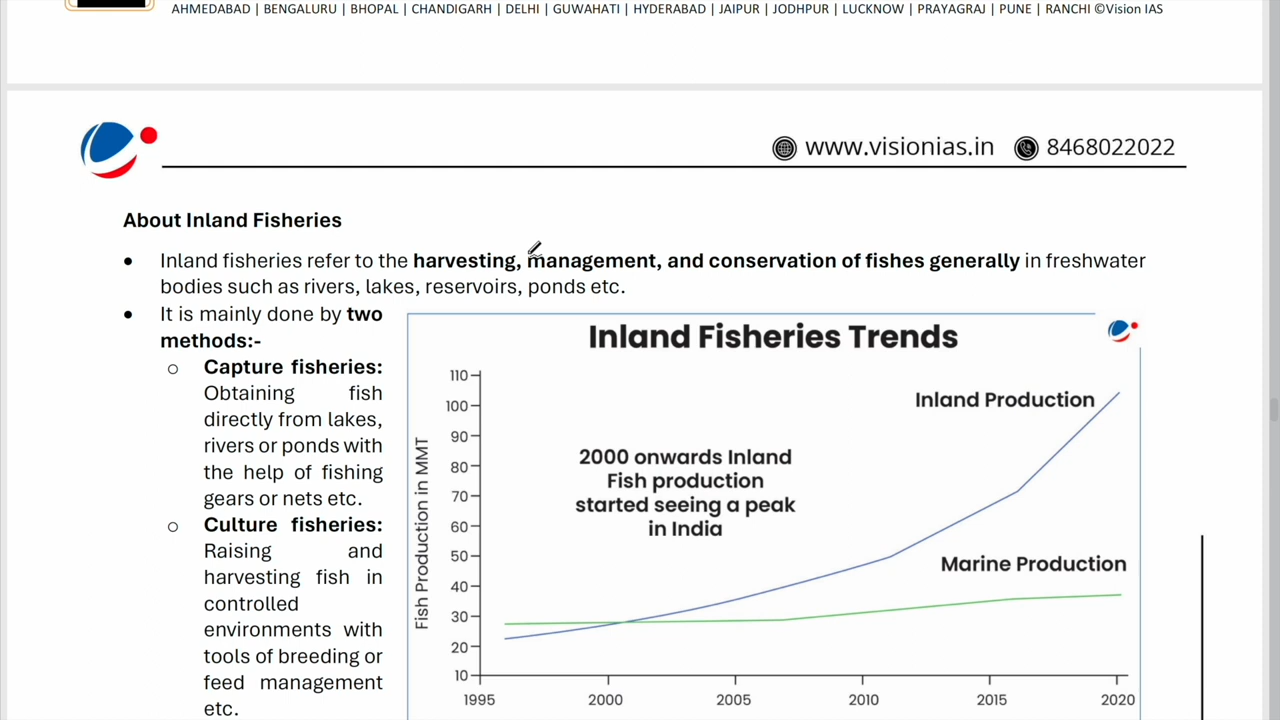 AHMEDABAD | BENGALURU | BHOPAL | CHANDIGARH | DELHI | GUWAHATI | HYDERABAD | JAIPUR | JODHPUR | LUCKNOW | PRAYAGRAJ | PUNE | RANCHI ©Vision IAS
www.visionias.in 8468022022
About Inland Fisheries
• Inland fisheries refer to the harvesting, management, and conservation of fishes generally in freshwater
bodies such as rivers, lakes, reservoirs, ponds etc.
• It is mainly done by two
methods:-
o Capture fisheries:
Obtaining fish
directly from lakes,
rivers or ponds with
the help of fishing
gears or nets etc.
o Culture fisheries:
Raising and
harvesting fish in
controlled
environments with
tools of breeding or
feed management
etc.
Inland Fisheries Trends
Fish Production in MMT
110
100
90
80
70
60
50
40
30
20
10
Inland Production
2000 onwards Inland
Fish production
started seeing a peak
in India
Marine Production
1995 2000 2005 2010 2015 2020